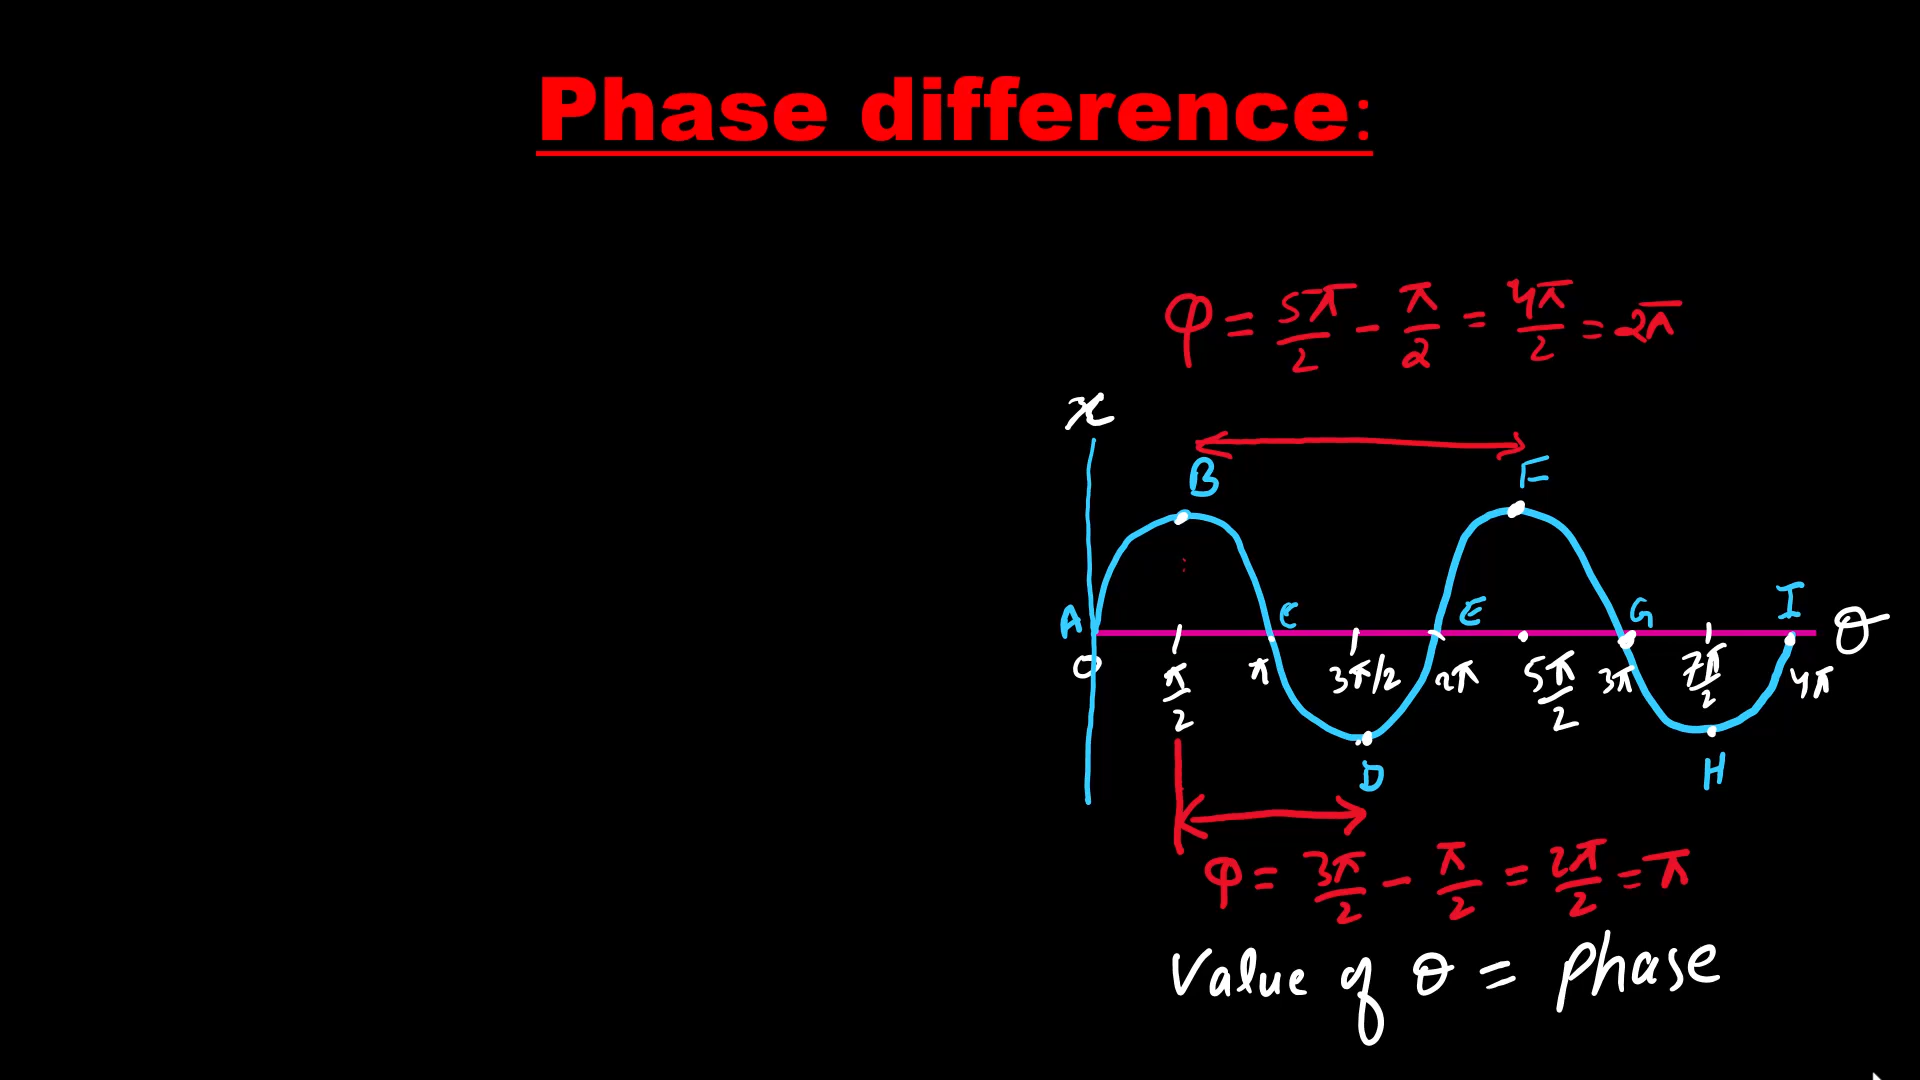 Phase difference:
φ = 5π/2 - π/2 = 4π/2 = 2π
x
B F
A C E G I θ
0 π/2 π 3π/2 2π 5π/2 3π 7π/2 4π
D H
φ = 3π/2 - π/2 = 2π/2 = π
Value of θ = phase